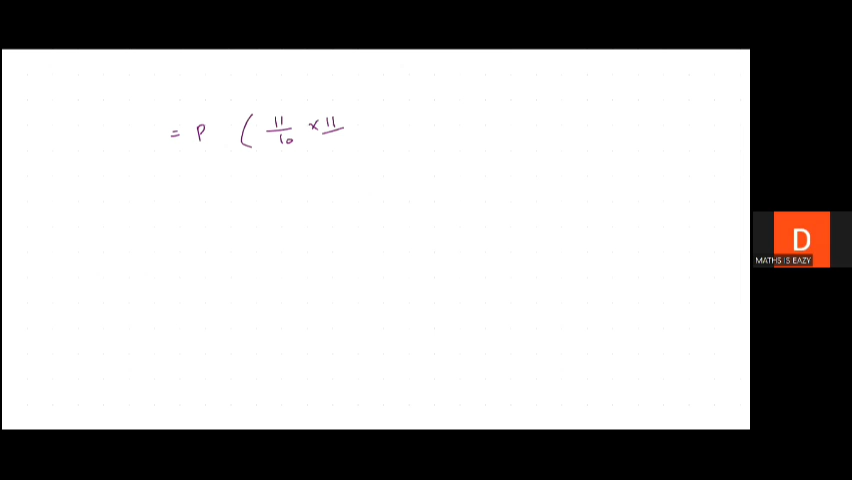 = P ( 11/10 × 11/
D
MATHS IS EAZY